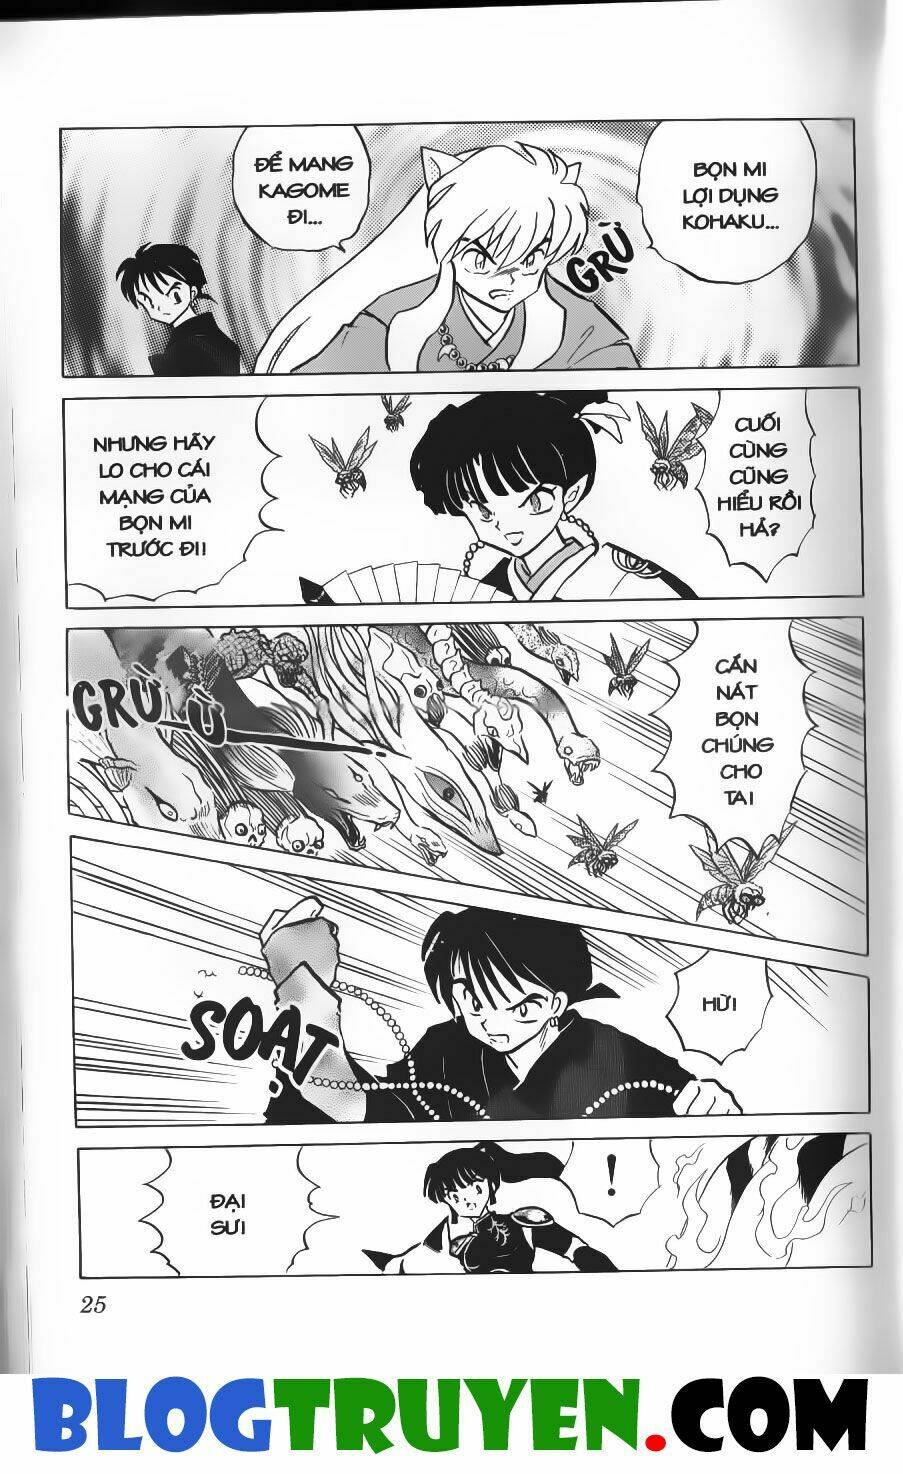 BỌN MI
LỢI DỤNG
KOHAKU...
GRỪ
ĐỂ MANG
KAGOME
ĐI...
CUỐI
CÙNG
CŨNG
HIỂU RỒI
HẢ?
NHƯNG HÃY
LO CHO CÁI
MẠNG CỦA
BỌN MI
TRƯỚC ĐI!
CẮN
NÁT
BỌN
CHÚNG
CHO
TA!
GRỪ Ừ
HỪ!
SOẠT
!
ĐẠI
SƯ!
25
BLOGTRUYEN.COM